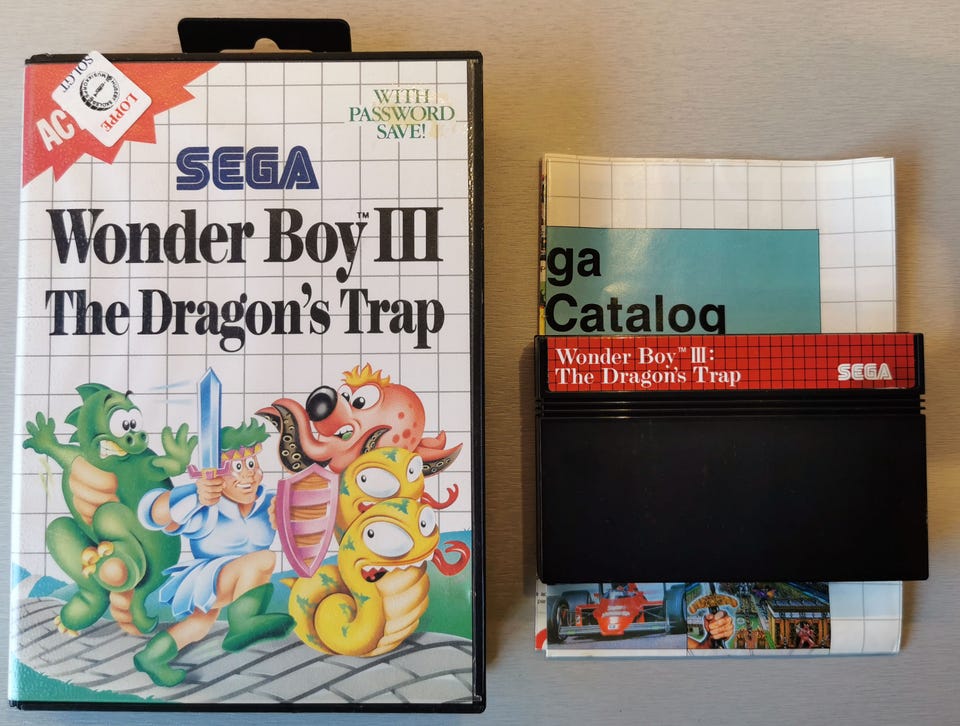 SOLGT
LOPPE
AC
WITH
PASSWORD
SAVE!
SEGA
Wonder Boy™ III
The Dragon's Trap
ga
Catalog
Wonder Boy™ III:
The Dragon's Trap
SEGA